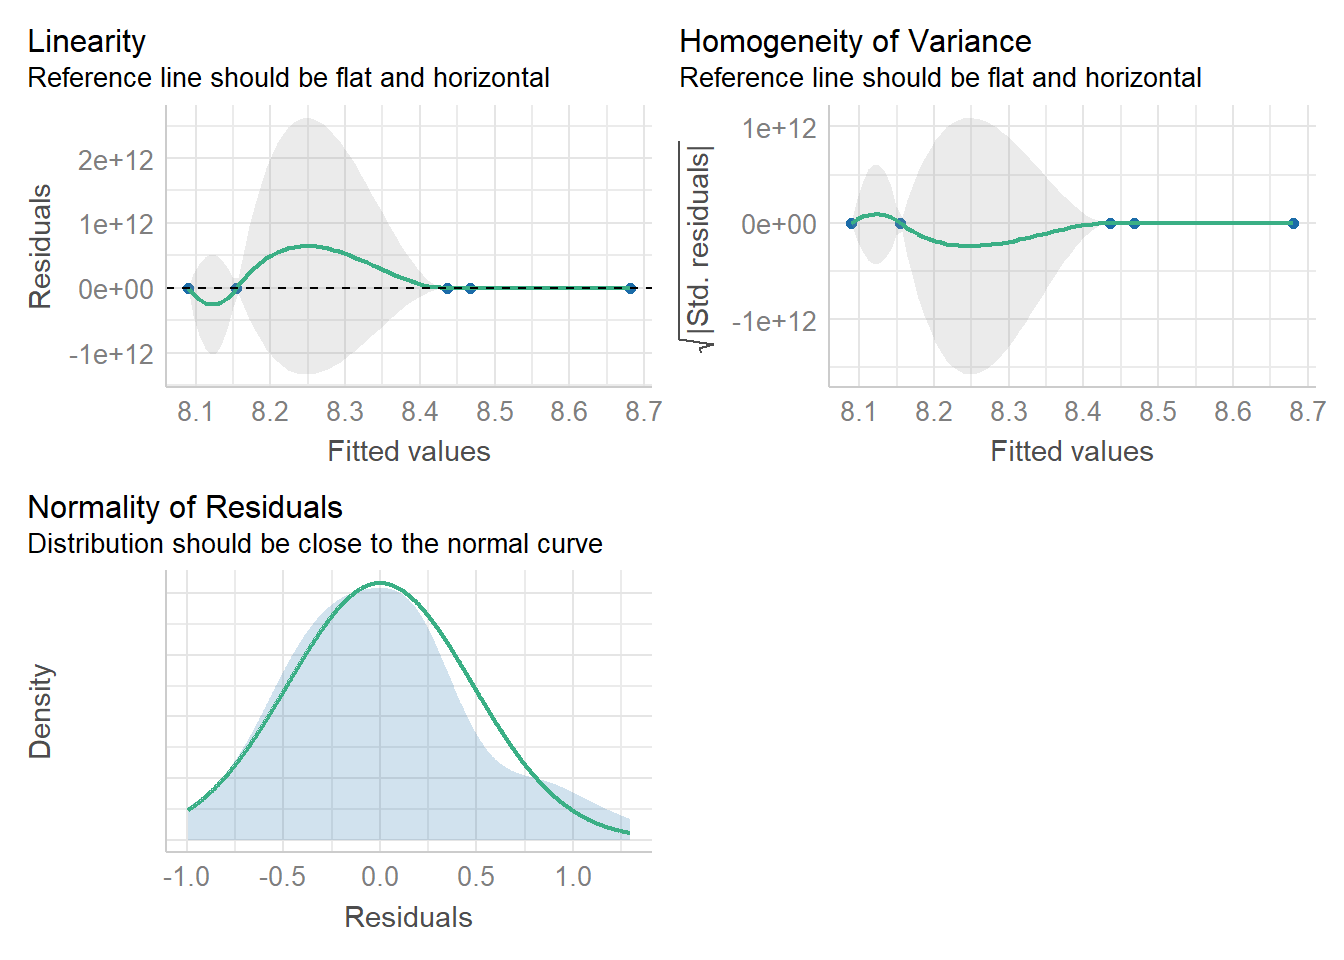 Linearity
Reference line should be flat and horizontal
2e+12
1e+12
0e+00
-1e+12
Residuals
8.1 8.2 8.3 8.4 8.5 8.6 8.7
Fitted values
Homogeneity of Variance
Reference line should be flat and horizontal
1e+12
0e+00
-1e+12
√|Std. residuals|
8.1 8.2 8.3 8.4 8.5 8.6 8.7
Fitted values
Normality of Residuals
Distribution should be close to the normal curve
Density
-1.0 -0.5 0.0 0.5 1.0
Residuals